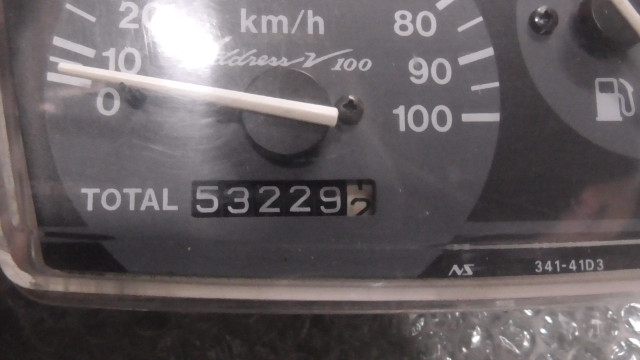 20 km/h 80
Address V 100
10 90
0 100
TOTAL 53229
NS 341-41D3